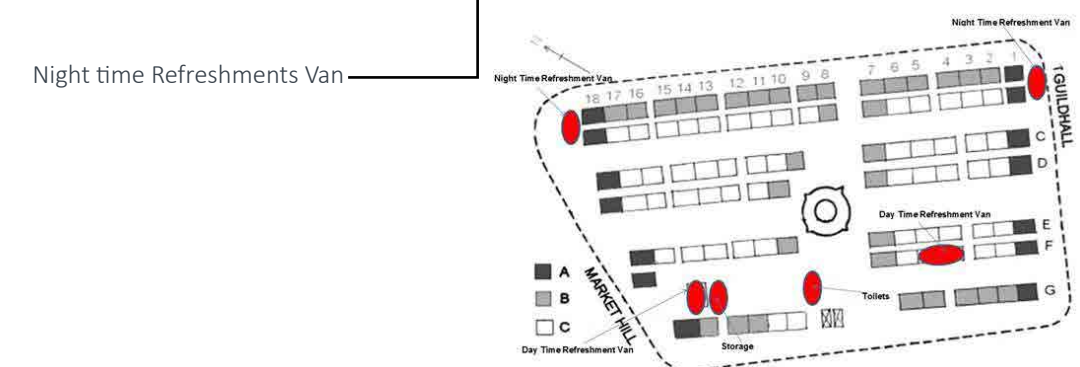 Night time Refreshments Van
Night Time Refreshment Van
N
Night Time Refreshment Van
18 17 16 15 14 13 12 11 10 9 8 7 6 5 4 3 2 1
GUILDHALL
C
D
Day Time Refreshment Van
E
F
A
B
C
MARKET HILL
Toilets
G
Storage
Day Time Refreshment Van